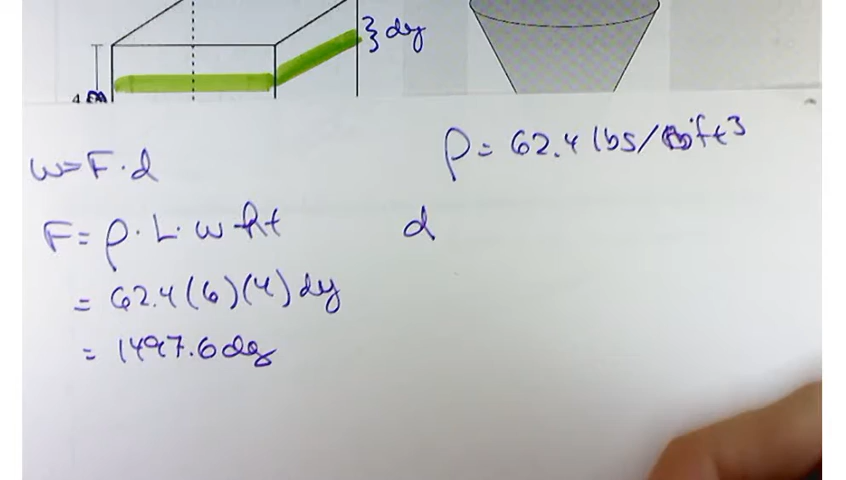 } dy
4
ρ = 62.4 lbs / ft³
w = F · d
F = ρ · L · w · ht
d
= 62.4 (6)(4) dy
= 1497.6 dy